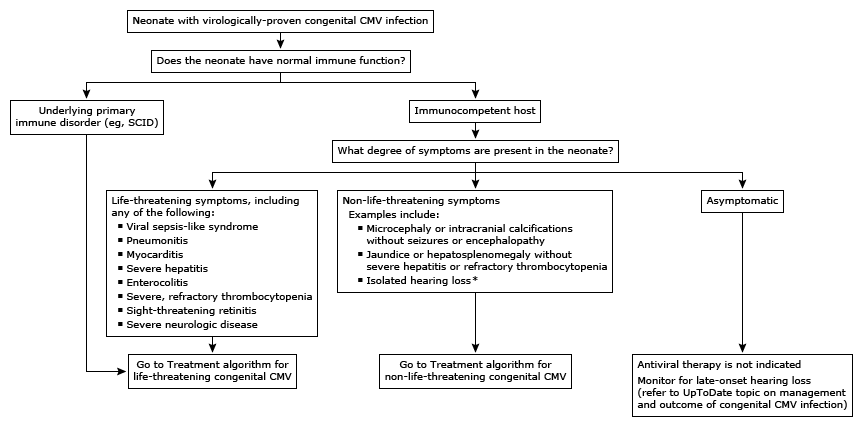 Neonate with virologically-proven congenital CMV infection
Does the neonate have normal immune function?
Underlying primary
immune disorder (eg, SCID)
Immunocompetent host
What degree of symptoms are present in the neonate?
Life-threatening symptoms, including
any of the following:
▪ Viral sepsis-like syndrome
▪ Pneumonitis
▪ Myocarditis
▪ Severe hepatitis
▪ Enterocolitis
▪ Severe, refractory thrombocytopenia
▪ Sight-threatening retinitis
▪ Severe neurologic disease
Non-life-threatening symptoms
Examples include:
▪ Microcephaly or intracranial calcifications
without seizures or encephalopathy
▪ Jaundice or hepatosplenomegaly without
severe hepatitis or refractory thrombocytopenia
▪ Isolated hearing loss*
Asymptomatic
Go to Treatment algorithm for
life-threatening congenital CMV
Go to Treatment algorithm for
non-life-threatening congenital CMV
Antiviral therapy is not indicated
Monitor for late-onset hearing loss
(refer to UpToDate topic on management
and outcome of congenital CMV infection)